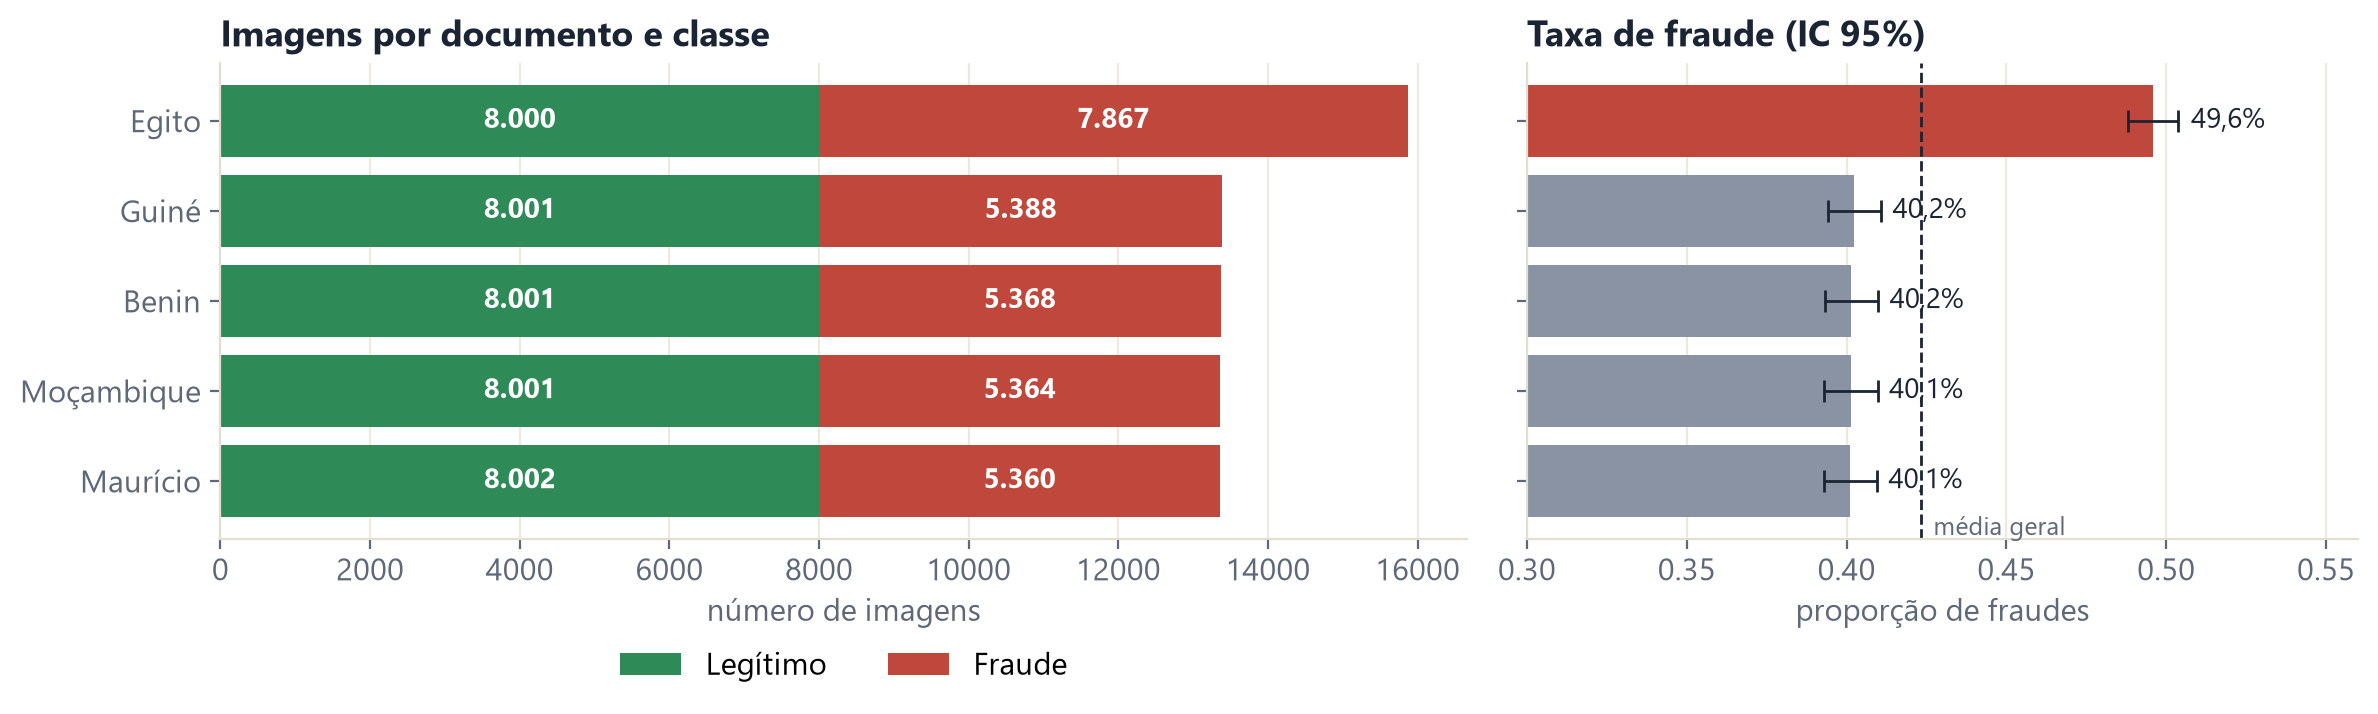 Imagens por documento e classe
Egito
8.000
7.867
Guiné
8.001
5.388
Benin
8.001
5.368
Moçambique
8.001
5.364
Maurício
8.002
5.360
0 2000 4000 6000 8000 10000 12000 14000 16000
número de imagens
Legítimo Fraude
Taxa de fraude (IC 95%)
49,6%
40,2%
40,2%
40,1%
40,1%
média geral
0.30 0.35 0.40 0.45 0.50 0.55
proporção de fraudes